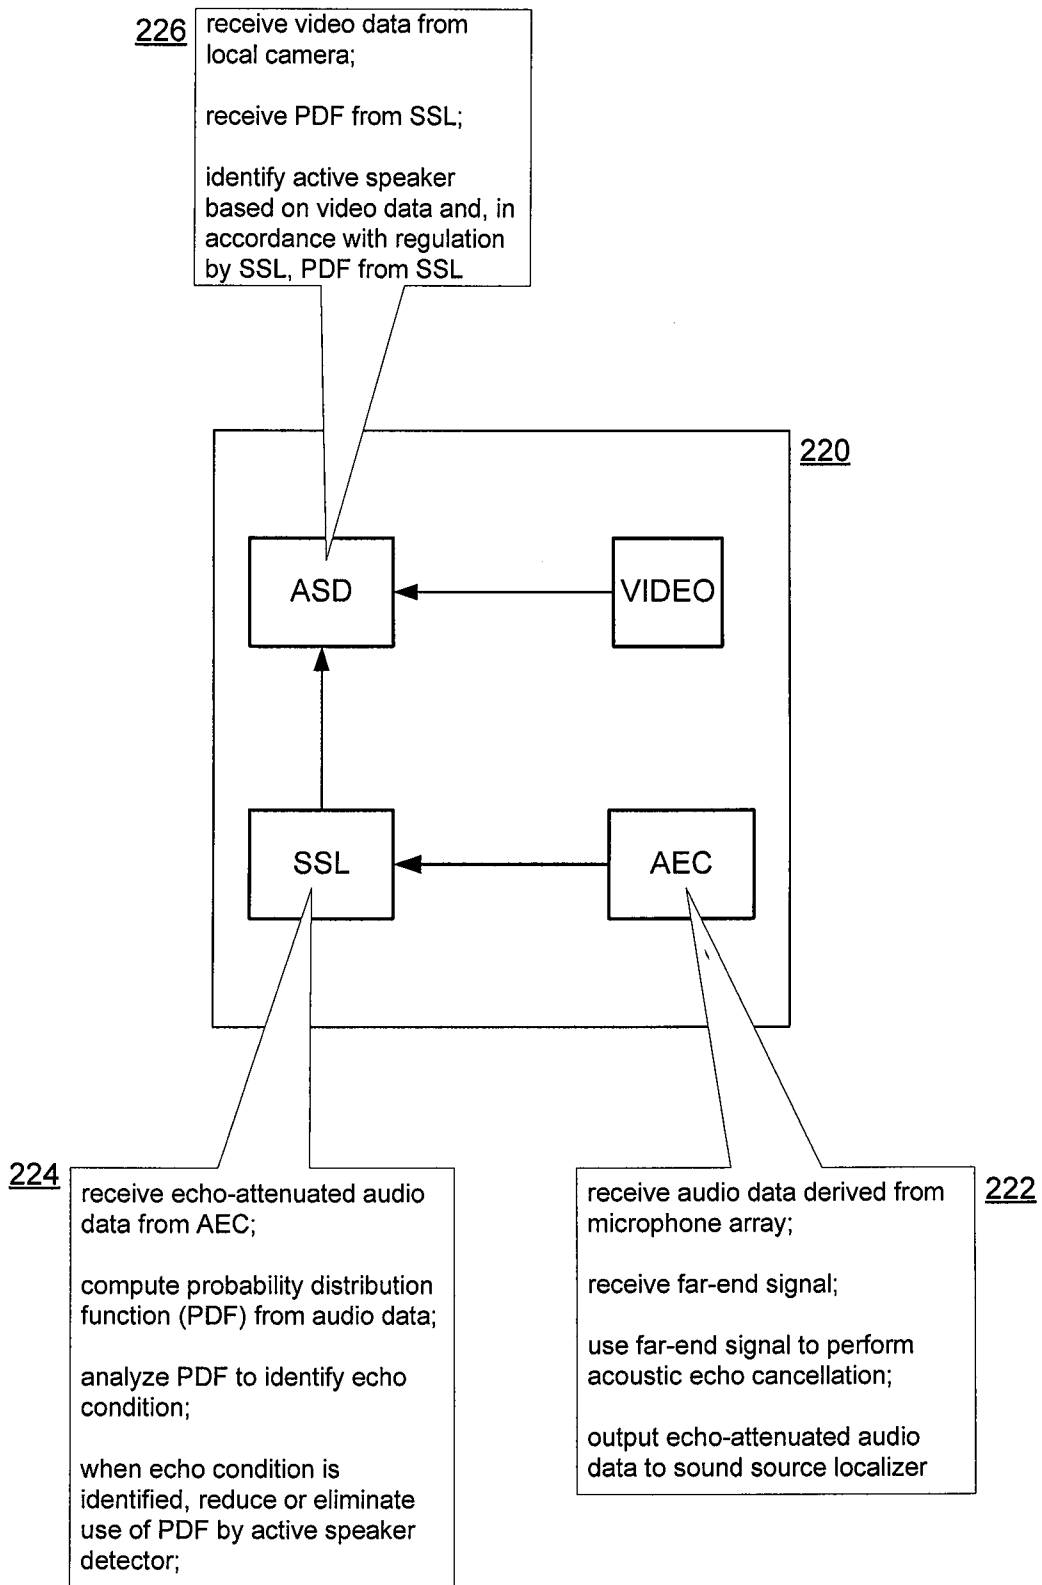 226
receive video data from
local camera;
receive PDF from SSL;
identify active speaker
based on video data and, in
accordance with regulation
by SSL, PDF from SSL
220
ASD
VIDEO
SSL
AEC
224
receive echo-attenuated audio
data from AEC;
compute probability distribution
function (PDF) from audio data;
analyze PDF to identify echo
condition;
when echo condition is
identified, reduce or eliminate
use of PDF by active speaker
detector;
222
receive audio data derived from
microphone array;
receive far-end signal;
use far-end signal to perform
acoustic echo cancellation;
output echo-attenuated audio
data to sound source localizer